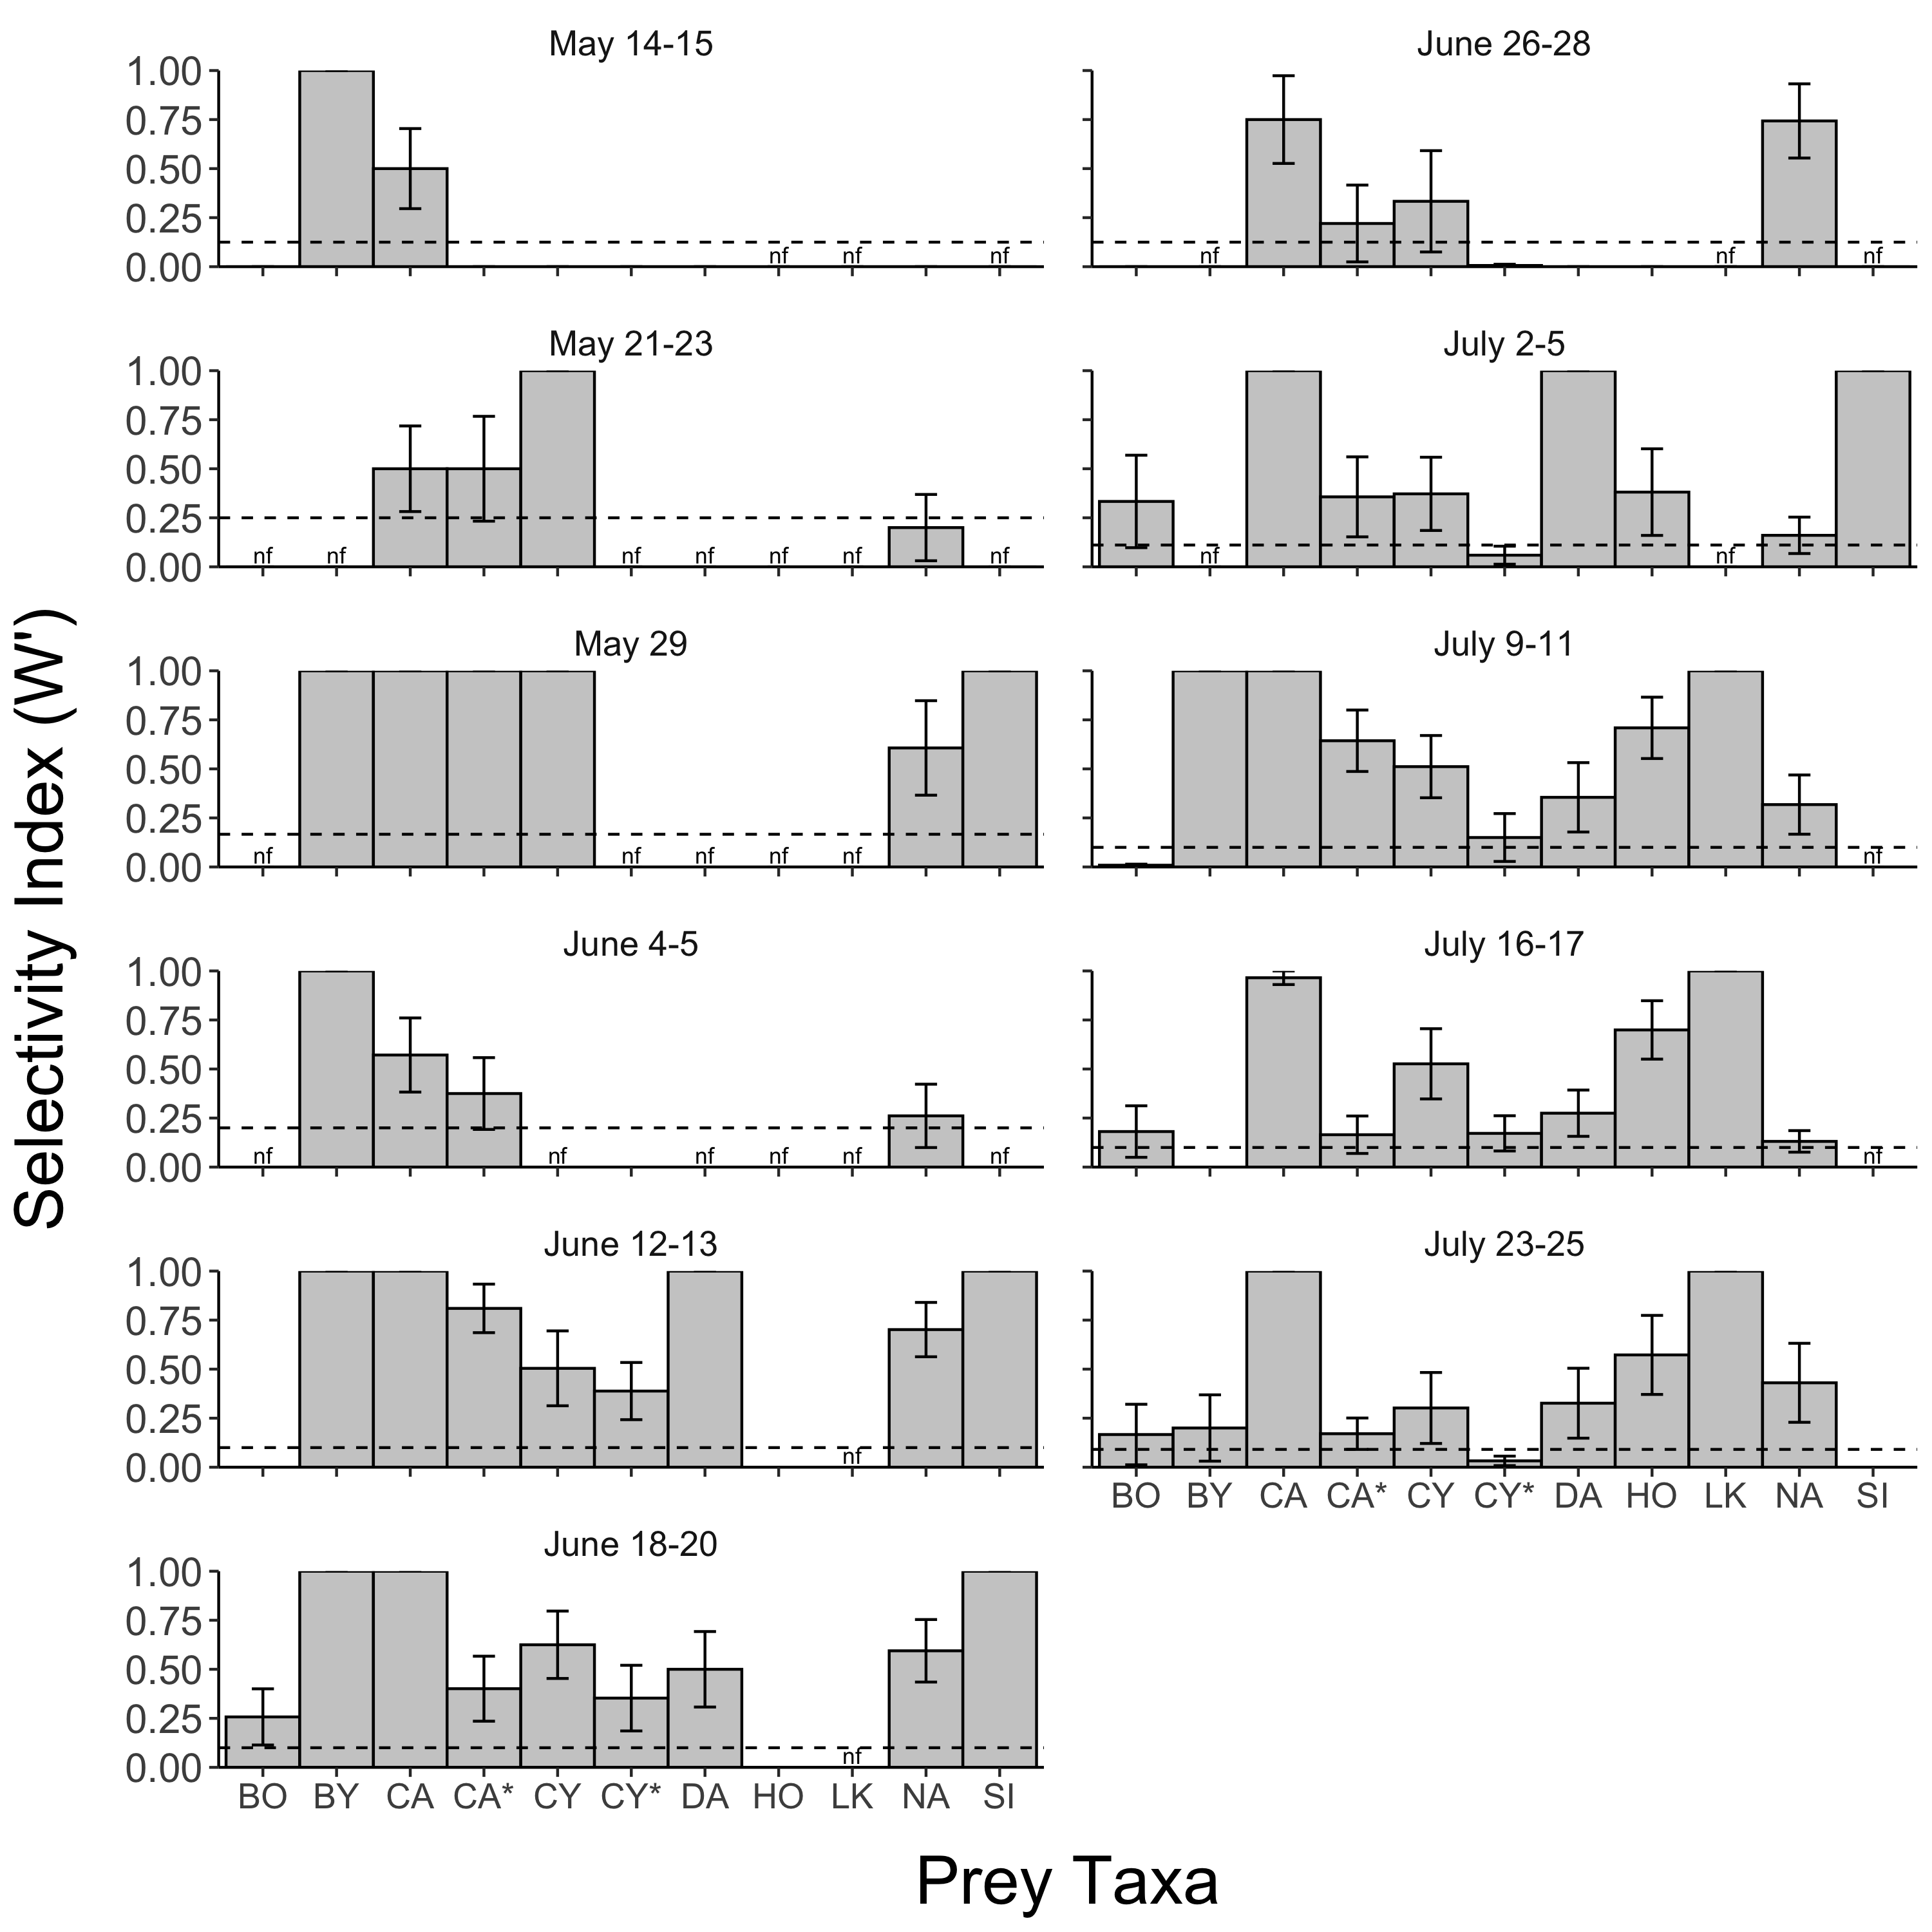 May 14-15
June 26-28
1.00
0.75
0.50
0.25
0.00
nf nf nf
nf nf nf
May 21-23
July 2-5
1.00
0.75
0.50
0.25
0.00
nf nf nf nf nf nf nf
nf nf
May 29
July 9-11
1.00
0.75
0.50
0.25
0.00
nf nf nf nf nf
nf
June 4-5
July 16-17
1.00
0.75
0.50
0.25
0.00
nf nf nf nf nf nf
nf
June 12-13
July 23-25
1.00
0.75
0.50
0.25
0.00
nf
BO BY CA CA* CY CY* DA HO LK NA SI
June 18-20
1.00
0.75
0.50
0.25
0.00
nf
BO BY CA CA* CY CY* DA HO LK NA SI
Selectivity Index (W')
Prey Taxa